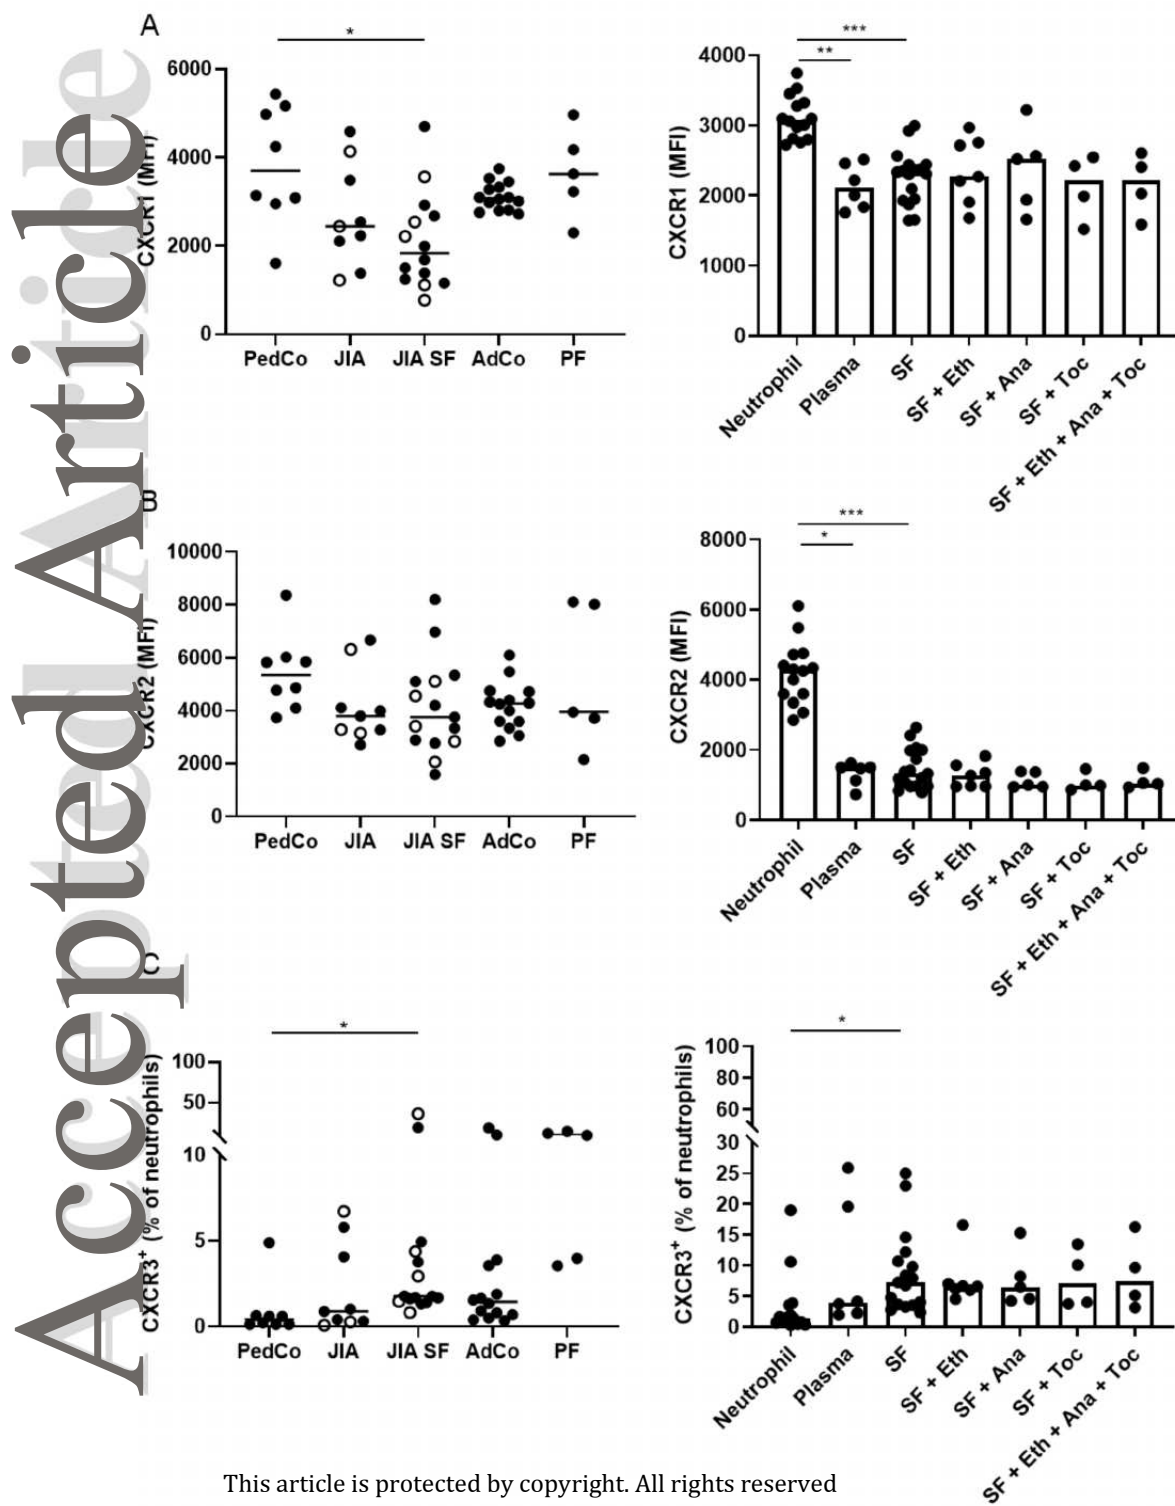 Accepted Article
A
*
CXCR1 (MFI)
6000
4000
2000
0
PedCo JIA JIA SF AdCo PF
***
**
CXCR1 (MFI)
4000
3000
2000
1000
0
Neutrophil Plasma SF SF + Eth SF + Ana SF + Toc SF + Eth + Ana + Toc
B
CXCR2 (MFI)
10000
8000
6000
4000
2000
0
PedCo JIA JIA SF AdCo PF
***
*
CXCR2 (MFI)
8000
6000
4000
2000
0
Neutrophil Plasma SF SF + Eth SF + Ana SF + Toc SF + Eth + Ana + Toc
C
*
CXCR3+ (% of neutrophils)
100
50
10
5
0
PedCo JIA JIA SF AdCo PF
*
CXCR3+ (% of neutrophils)
100
80
60
30
25
20
15
10
5
0
Neutrophil Plasma SF SF + Eth SF + Ana SF + Toc SF + Eth + Ana + Toc
This article is protected by copyright. All rights reserved